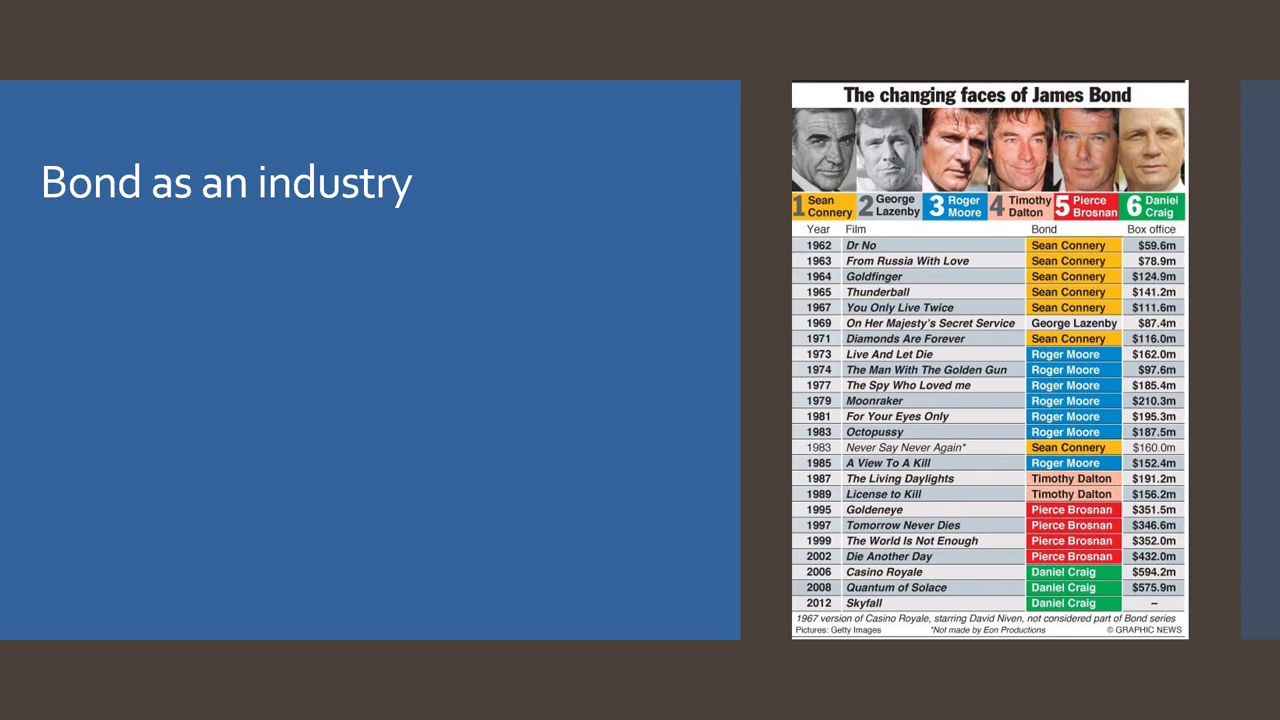 Bond as an industry
The changing faces of James Bond
1 Sean Connery 2 George Lazenby 3 Roger Moore 4 Timothy Dalton 5 Pierce Brosnan 6 Daniel Craig
Year Film Bond Box office
1962 Dr No Sean Connery $59.6m
1963 From Russia With Love Sean Connery $78.9m
1964 Goldfinger Sean Connery $124.9m
1965 Thunderball Sean Connery $141.2m
1967 You Only Live Twice Sean Connery $111.6m
1969 On Her Majesty's Secret Service George Lazenby $87.4m
1971 Diamonds Are Forever Sean Connery $116.0m
1973 Live And Let Die Roger Moore $162.0m
1974 The Man With The Golden Gun Roger Moore $97.6m
1977 The Spy Who Loved me Roger Moore $185.4m
1979 Moonraker Roger Moore $210.3m
1981 For Your Eyes Only Roger Moore $195.3m
1983 Octopussy Roger Moore $187.5m
1983 Never Say Never Again* Sean Connery $160.0m
1985 A View To A Kill Roger Moore $152.4m
1987 The Living Daylights Timothy Dalton $191.2m
1989 License to Kill Timothy Dalton $156.2m
1995 Goldeneye Pierce Brosnan $351.5m
1997 Tomorrow Never Dies Pierce Brosnan $346.6m
1999 The World Is Not Enough Pierce Brosnan $352.0m
2002 Die Another Day Pierce Brosnan $432.0m
2006 Casino Royale Daniel Craig $594.2m
2008 Quantum of Solace Daniel Craig $575.9m
2012 Skyfall Daniel Craig –
1967 version of Casino Royale, starring David Niven, not considered part of Bond series
Pictures: Getty Images *Not made by Eon Productions © GRAPHIC NEWS